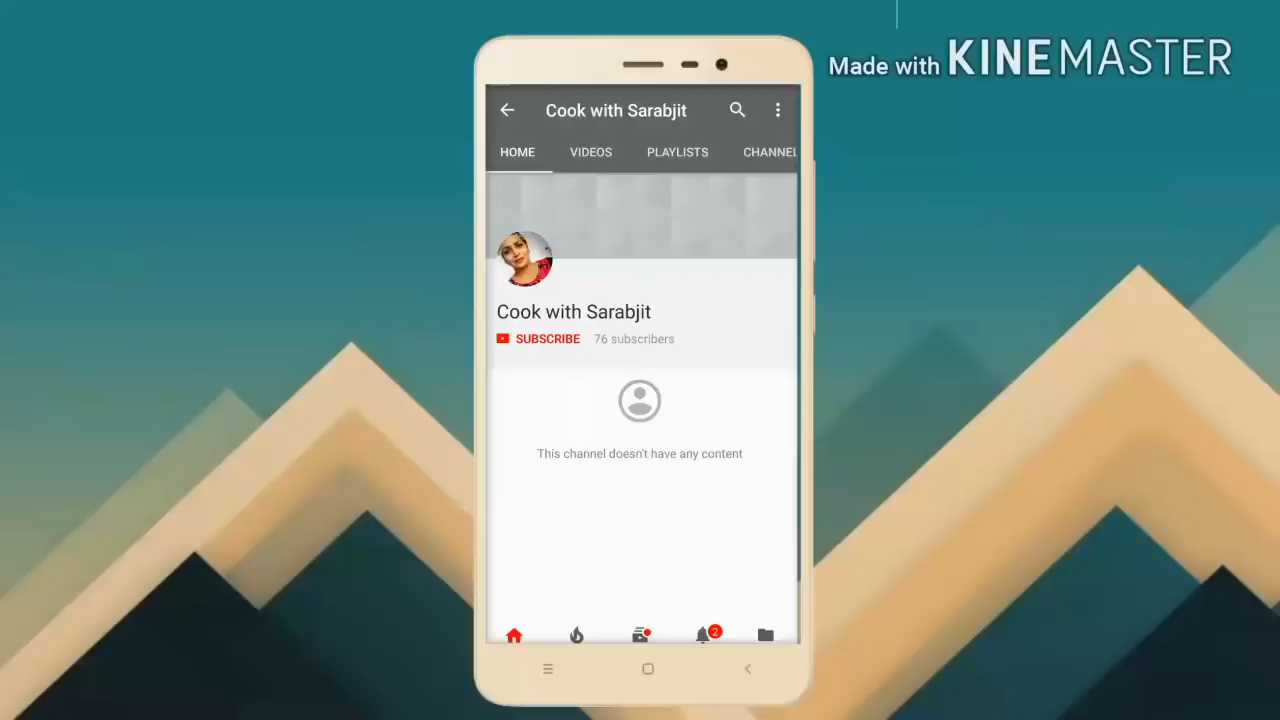 Made with KINEMASTER
Cook with Sarabjit
HOME VIDEOS PLAYLISTS CHANNEL
Cook with Sarabjit
SUBSCRIBE 76 subscribers
This channel doesn't have any content
2